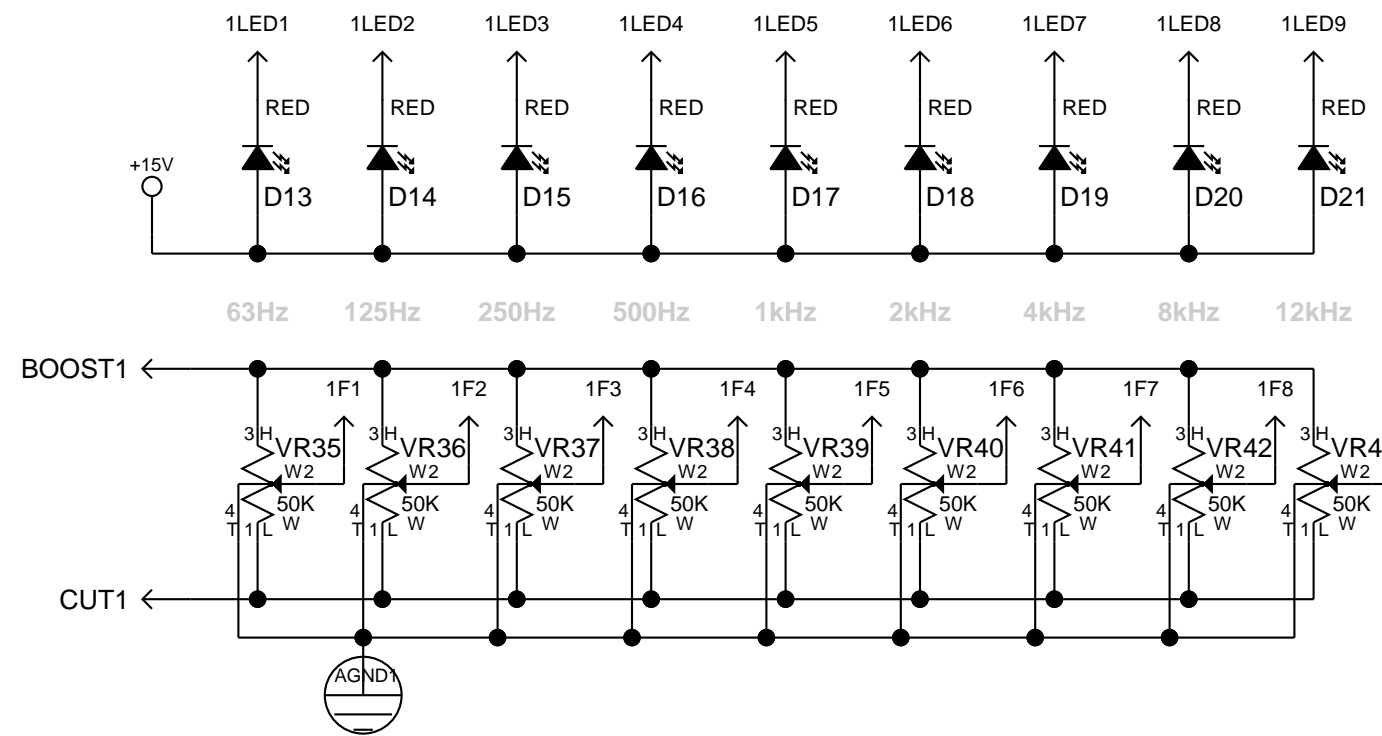 1LED1 1LED2 1LED3 1LED4 1LED5 1LED6 1LED7 1LED8 1LED9
RED RED RED RED RED RED RED RED RED
+15V
D13 D14 D15 D16 D17 D18 D19 D20 D21
63Hz 125Hz 250Hz 500Hz 1kHz 2kHz 4kHz 8kHz 12kHz
BOOST1
1F1 1F2 1F3 1F4 1F5 1F6 1F7 1F8
3 H 3 H 3 H 3 H 3 H 3 H 3 H 3 H 3 H
VR35 VR36 VR37 VR38 VR39 VR40 VR41 VR42 VR4
W2 W2 W2 W2 W2 W2 W2 W2 W2
50K 50K 50K 50K 50K 50K 50K 50K 50K
4 4 4 4 4 4 4 4 4
W W W W W W W W W
T 1 L T 1 L T 1 L T 1 L T 1 L T 1 L T 1 L T 1 L T 1 L
CUT1
AGND1